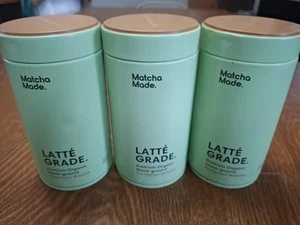 Matcha
Made.
LATTÉ
GRADE.
Premium Organic
Stone-ground
Matcha
Made.
LATTÉ
GRADE.
Premium Organic
Stone-ground
Matcha
Made.
LATTÉ
GRADE.
Premium Organic
Stone-ground